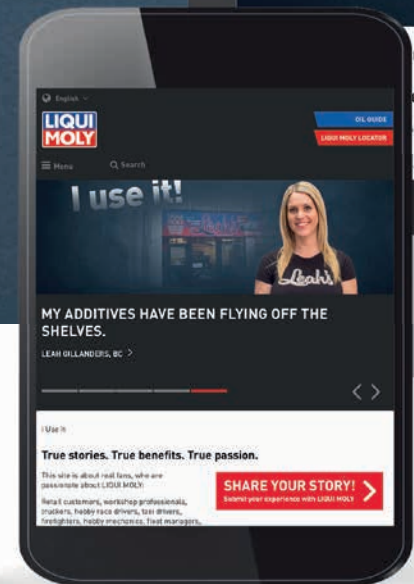 English
LIQUI
MOLY
OIL GUIDE
LIQUI MOLY LOCATOR
Menu
Search
I use it!
Leah's
Leah's
MY ADDITIVES HAVE BEEN FLYING OFF THE
SHELVES.
LEAH GILLANDERS, BC >
I Use It
True stories. True benefits. True passion.
This site is about real fans, who are
passionate about LIQUI MOLY:
Retail customers, workshop professionals,
truckers, hobby race drivers, taxi drivers,
firefighters, hobby mechanics, fleet managers,
SHARE YOUR STORY!
Submit your experience with LIQUI MOLY